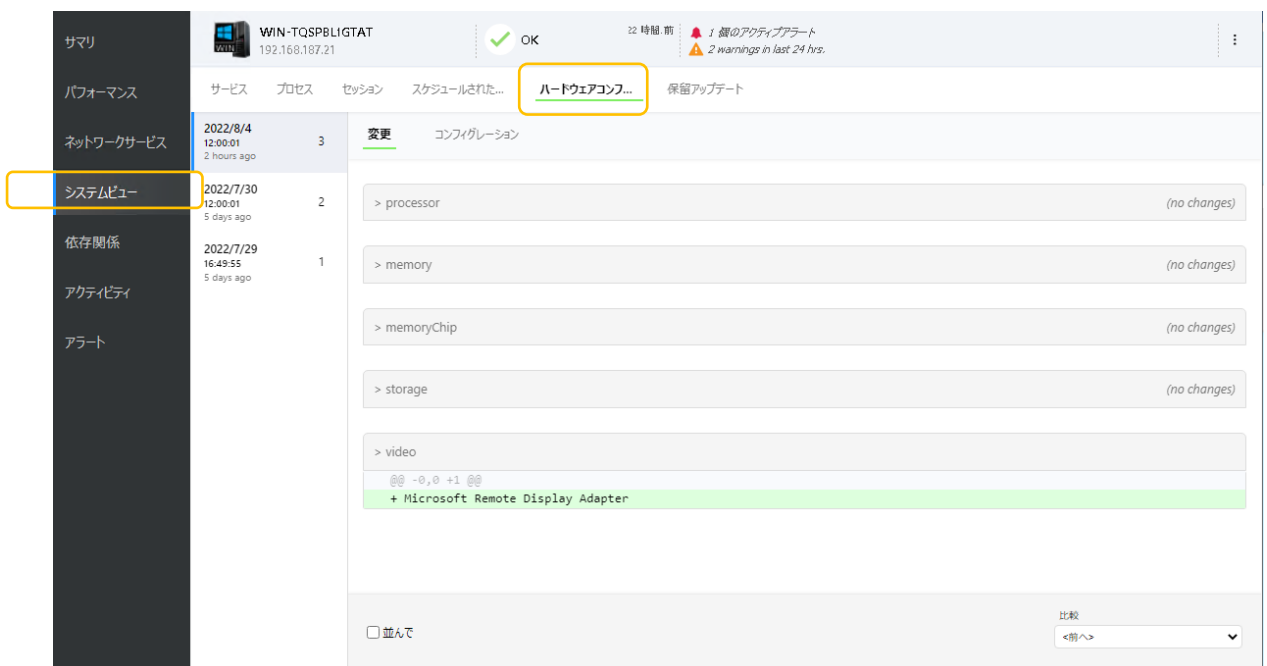 サマリ
パフォーマンス
ネットワークサービス
システムビュー
依存関係
アクティビティ
アラート
WIN
WIN-TQSPBL1GTAT
192.168.187.21
OK
22 時間.前
1 個のアクティブアラート
2 warnings in last 24 hrs.
サービス
プロセス
セッション
スケジュールされた...
ハードウェアコンフ...
保留アップデート
2022/8/4
12:00:01
2 hours ago
3
2022/7/30
12:00:01
5 days ago
2
2022/7/29
16:49:55
5 days ago
1
変更
コンフィグレーション
> processor (no changes)
> memory (no changes)
> memoryChip (no changes)
> storage (no changes)
> video
@@ -0,0 +1 @@
+ Microsoft Remote Display Adapter
並んで
比較
<前へ>